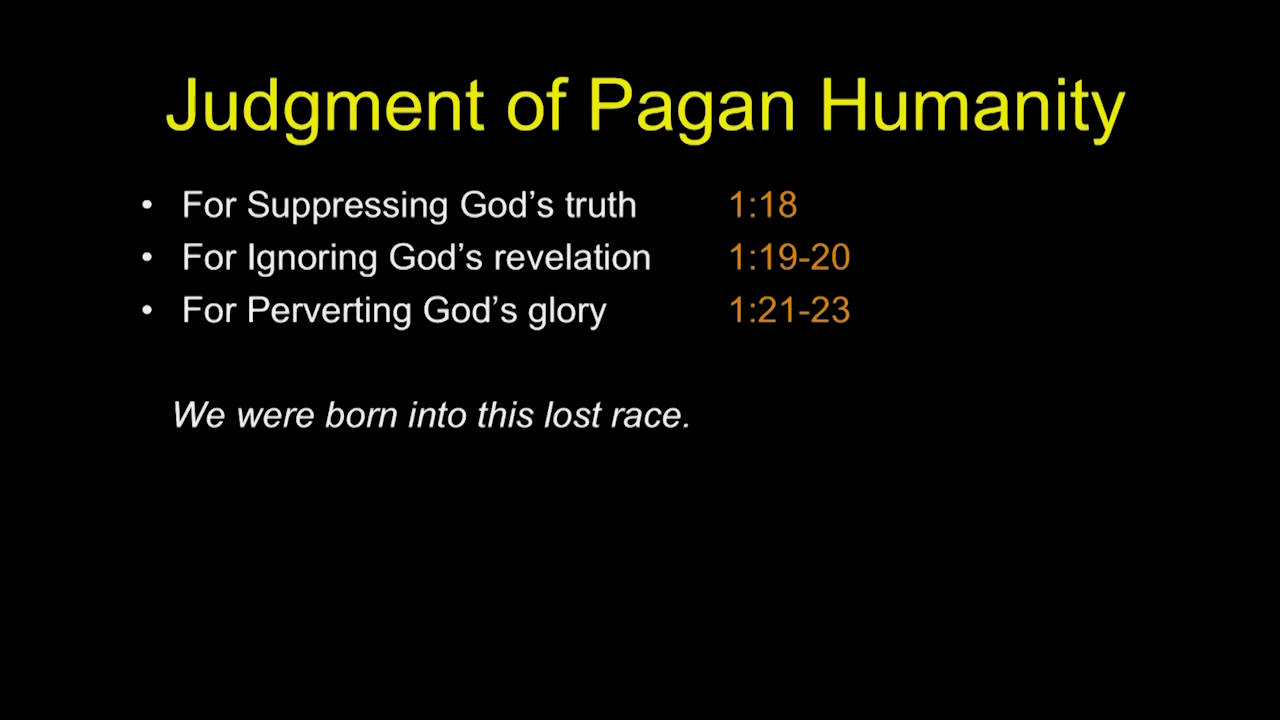 Judgment of Pagan Humanity
• For Suppressing God’s truth 1:18
• For Ignoring God’s revelation 1:19-20
• For Perverting God’s glory 1:21-23
We were born into this lost race.